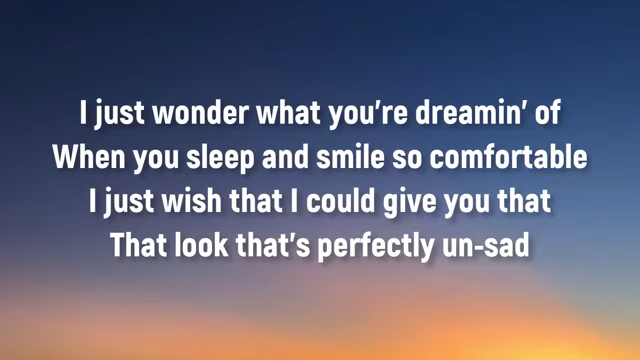 I just wonder what you're dreamin' of
When you sleep and smile so comfortable
I just wish that I could give you that
That look that's perfectly un-sad